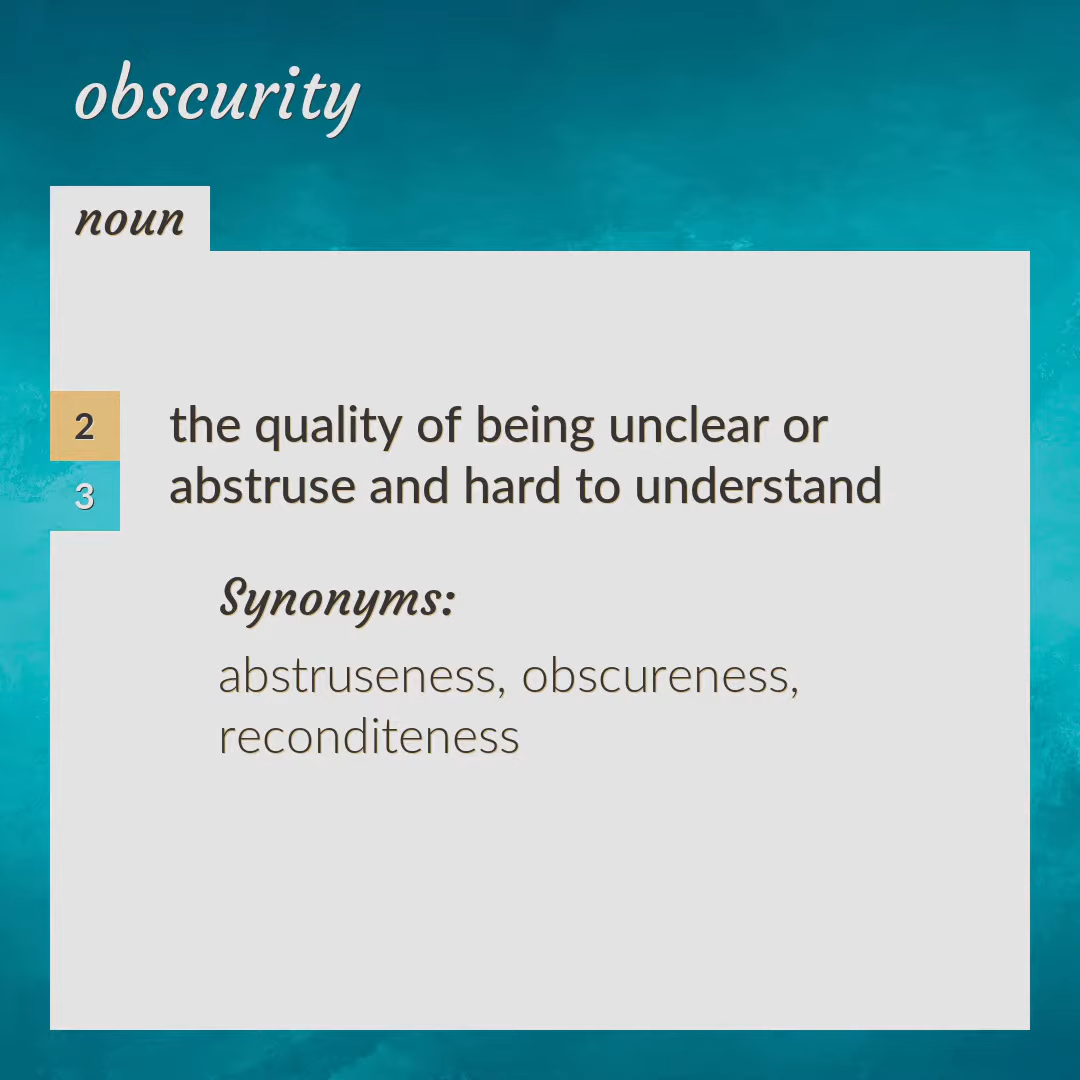 obscurity
noun
2
the quality of being unclear or
3
abstruse and hard to understand
Synonyms:
abstruseness, obscureness,
reconditeness